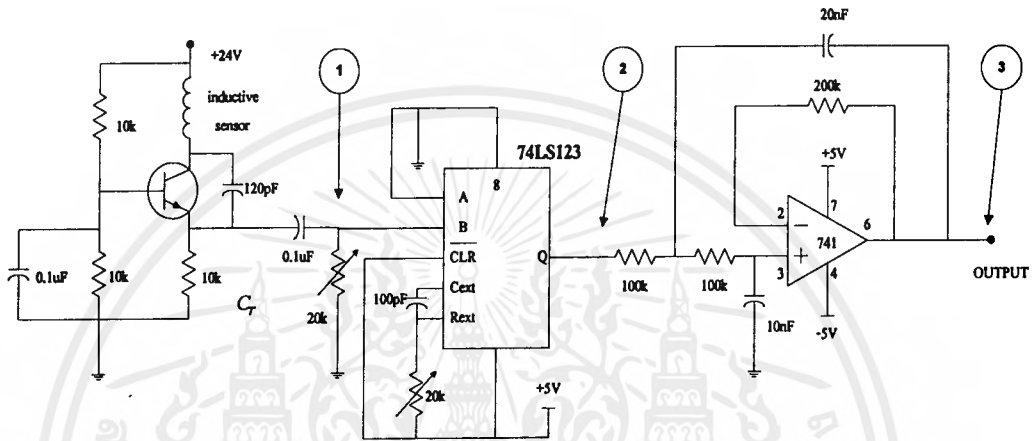 20nF
+24V
1
2
3
inductive
sensor
200k
10k
74LS123
+5V
8
7
120pF
A
2
6
741
B
3
4
OUTPUT
0.1uF
CLR
Q
100k
100k
0.1uF
10k
10k
Cext
100pF
10nF
-5V
C_T
Rext
20k
20k
+5V